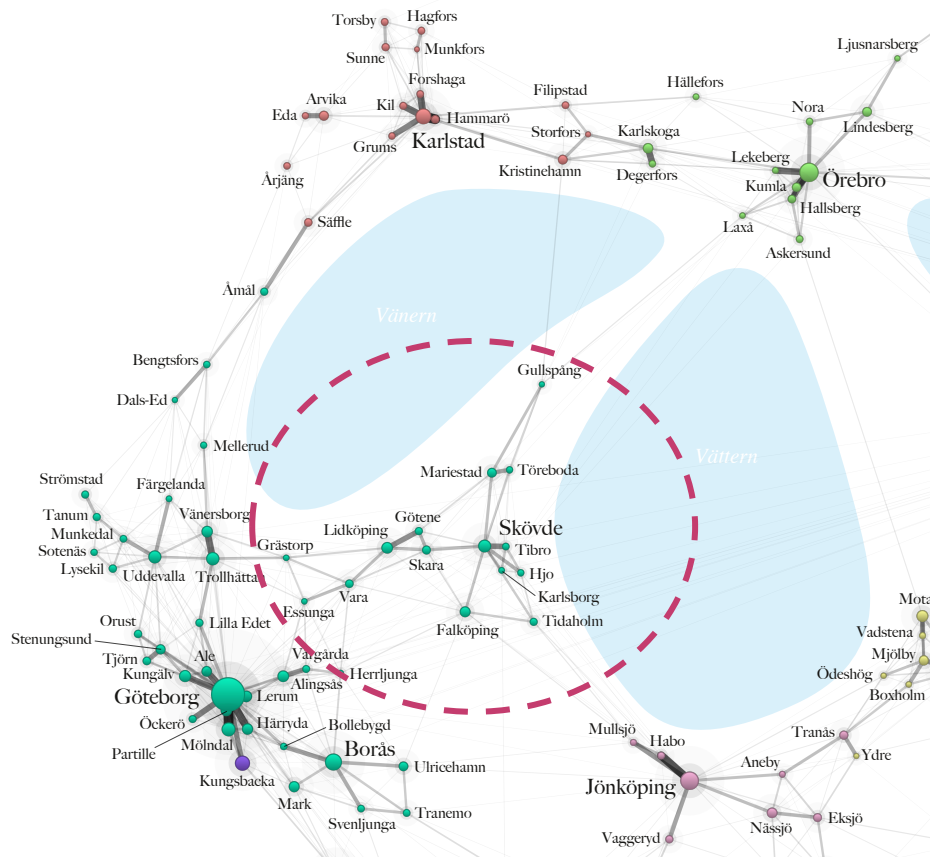 Torsby
Hagfors
Sunne
Munkfors
Ljusnarsberg
Forshaga
Kil
Arvika
Eda
Hammarö
Karlstad
Grums
Filipstad
Hällefors
Storfors
Karlskoga
Nora
Lindesberg
Årjäng
Kristinehamn
Degerfors
Lekeberg
Örebro
Kumla
Hallsberg
Säffle
Laxå
Askersund
Åmål
Vänern
Bengtsfors
Gullspång
Dals-Ed
Vättern
Mellerud
Mariestad
Töreboda
Strömstad
Färgelanda
Tanum
Vänersborg
Götene
Lidköping
Skövde
Munkedal
Sotenäs
Grästorp
Tibro
Lysekil
Uddevalla
Trollhättan
Skara
Hjo
Vara
Karlsborg
Essunga
Orust
Lilla Edet
Falköping
Tidaholm
Mota
Stenungsund
Vadstena
Tjörn
Ale
Vårgårda
Mjölby
Kungälv
Alingsås
Herrljunga
Ödeshög
Göteborg
Lerum
Boxholm
Öckerö
Härryda
Bollebygd
Mullsjö
Tranås
Partille
Mölndal
Borås
Habo
Ydre
Kungsbacka
Ulricehamn
Jönköping
Aneby
Mark
Svenljunga
Tranemo
Vaggeryd
Nässjö
Eksjö